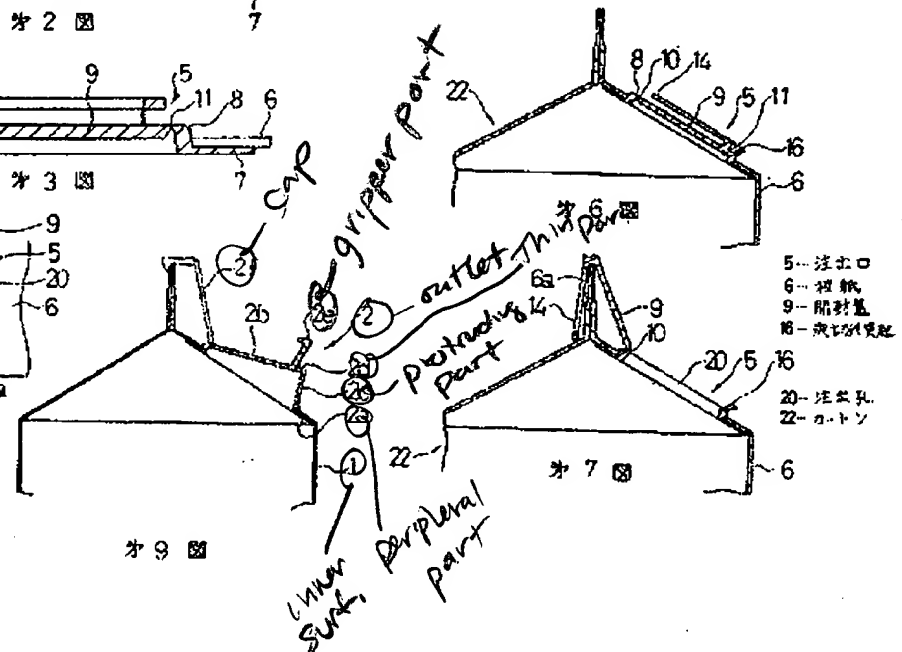 第2図
7
9
5
11
8
6
7
第3図
9
5
20
6
cap
2
26
gripper part
28
2
outlet
Thin part
protruding part
26
2a
1
inner surf.
peripheral part
第9図
8
10
14
22
9
5
11
16
6
第6図
6a
14
9
10
20
5
16
22
6
第7図
5…注出口
6…被紙
9…開封蓋
20…注出孔
22…カートン